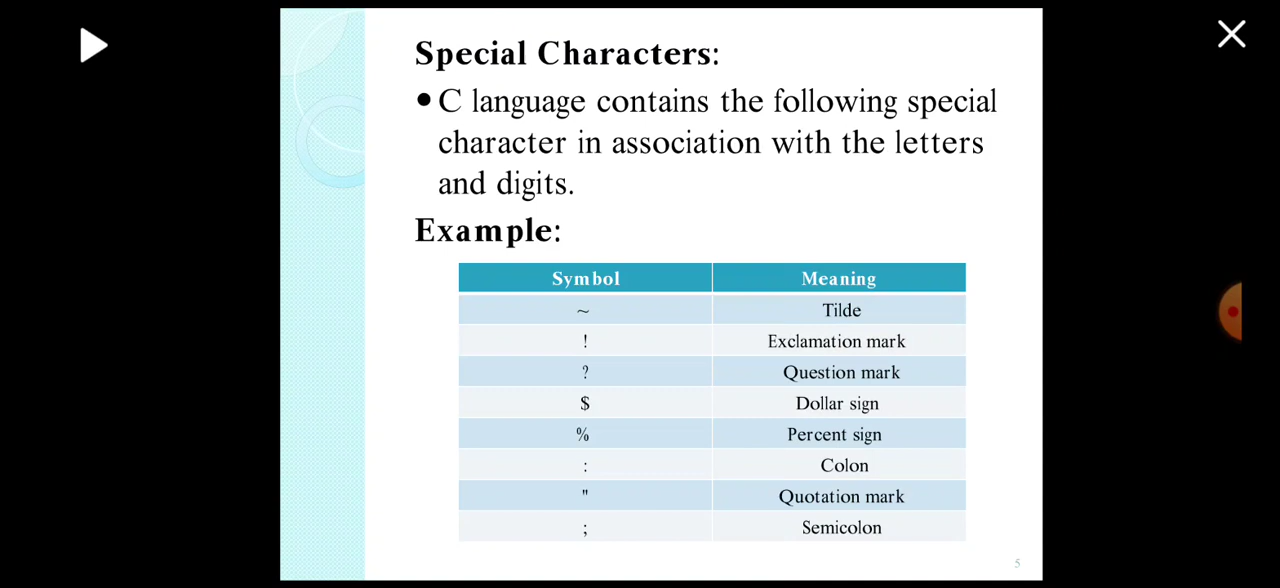 Special Characters:
• C language contains the following special
character in association with the letters
and digits.
Example:
Symbol Meaning
~ Tilde
! Exclamation mark
? Question mark
$ Dollar sign
% Percent sign
: Colon
" Quotation mark
; Semicolon
5